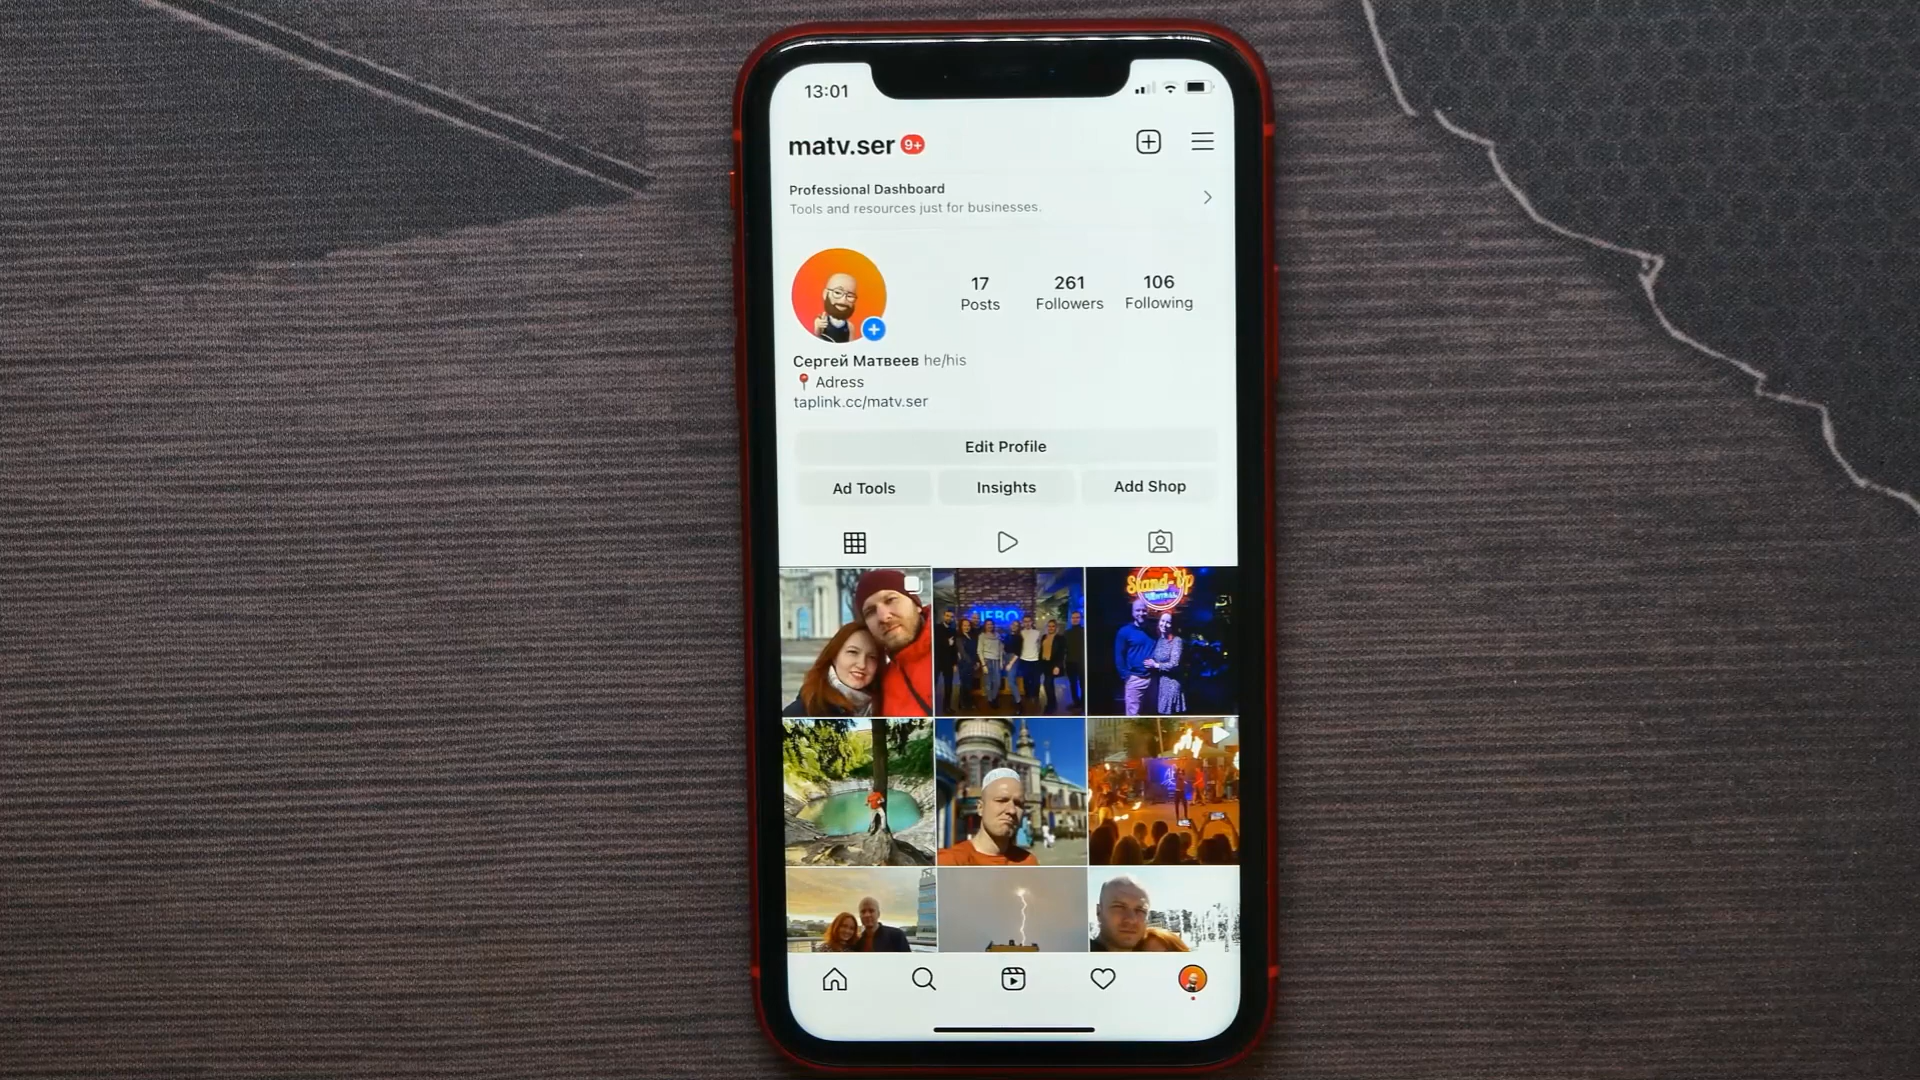 13:01
matv.ser 9+
Professional Dashboard
Tools and resources just for businesses.
17 261 106
Posts Followers Following
Сергей Матвеев he/his
📍 Adress
taplink.cc/matv.ser
Edit Profile
Ad Tools Insights Add Shop
Stand-Up